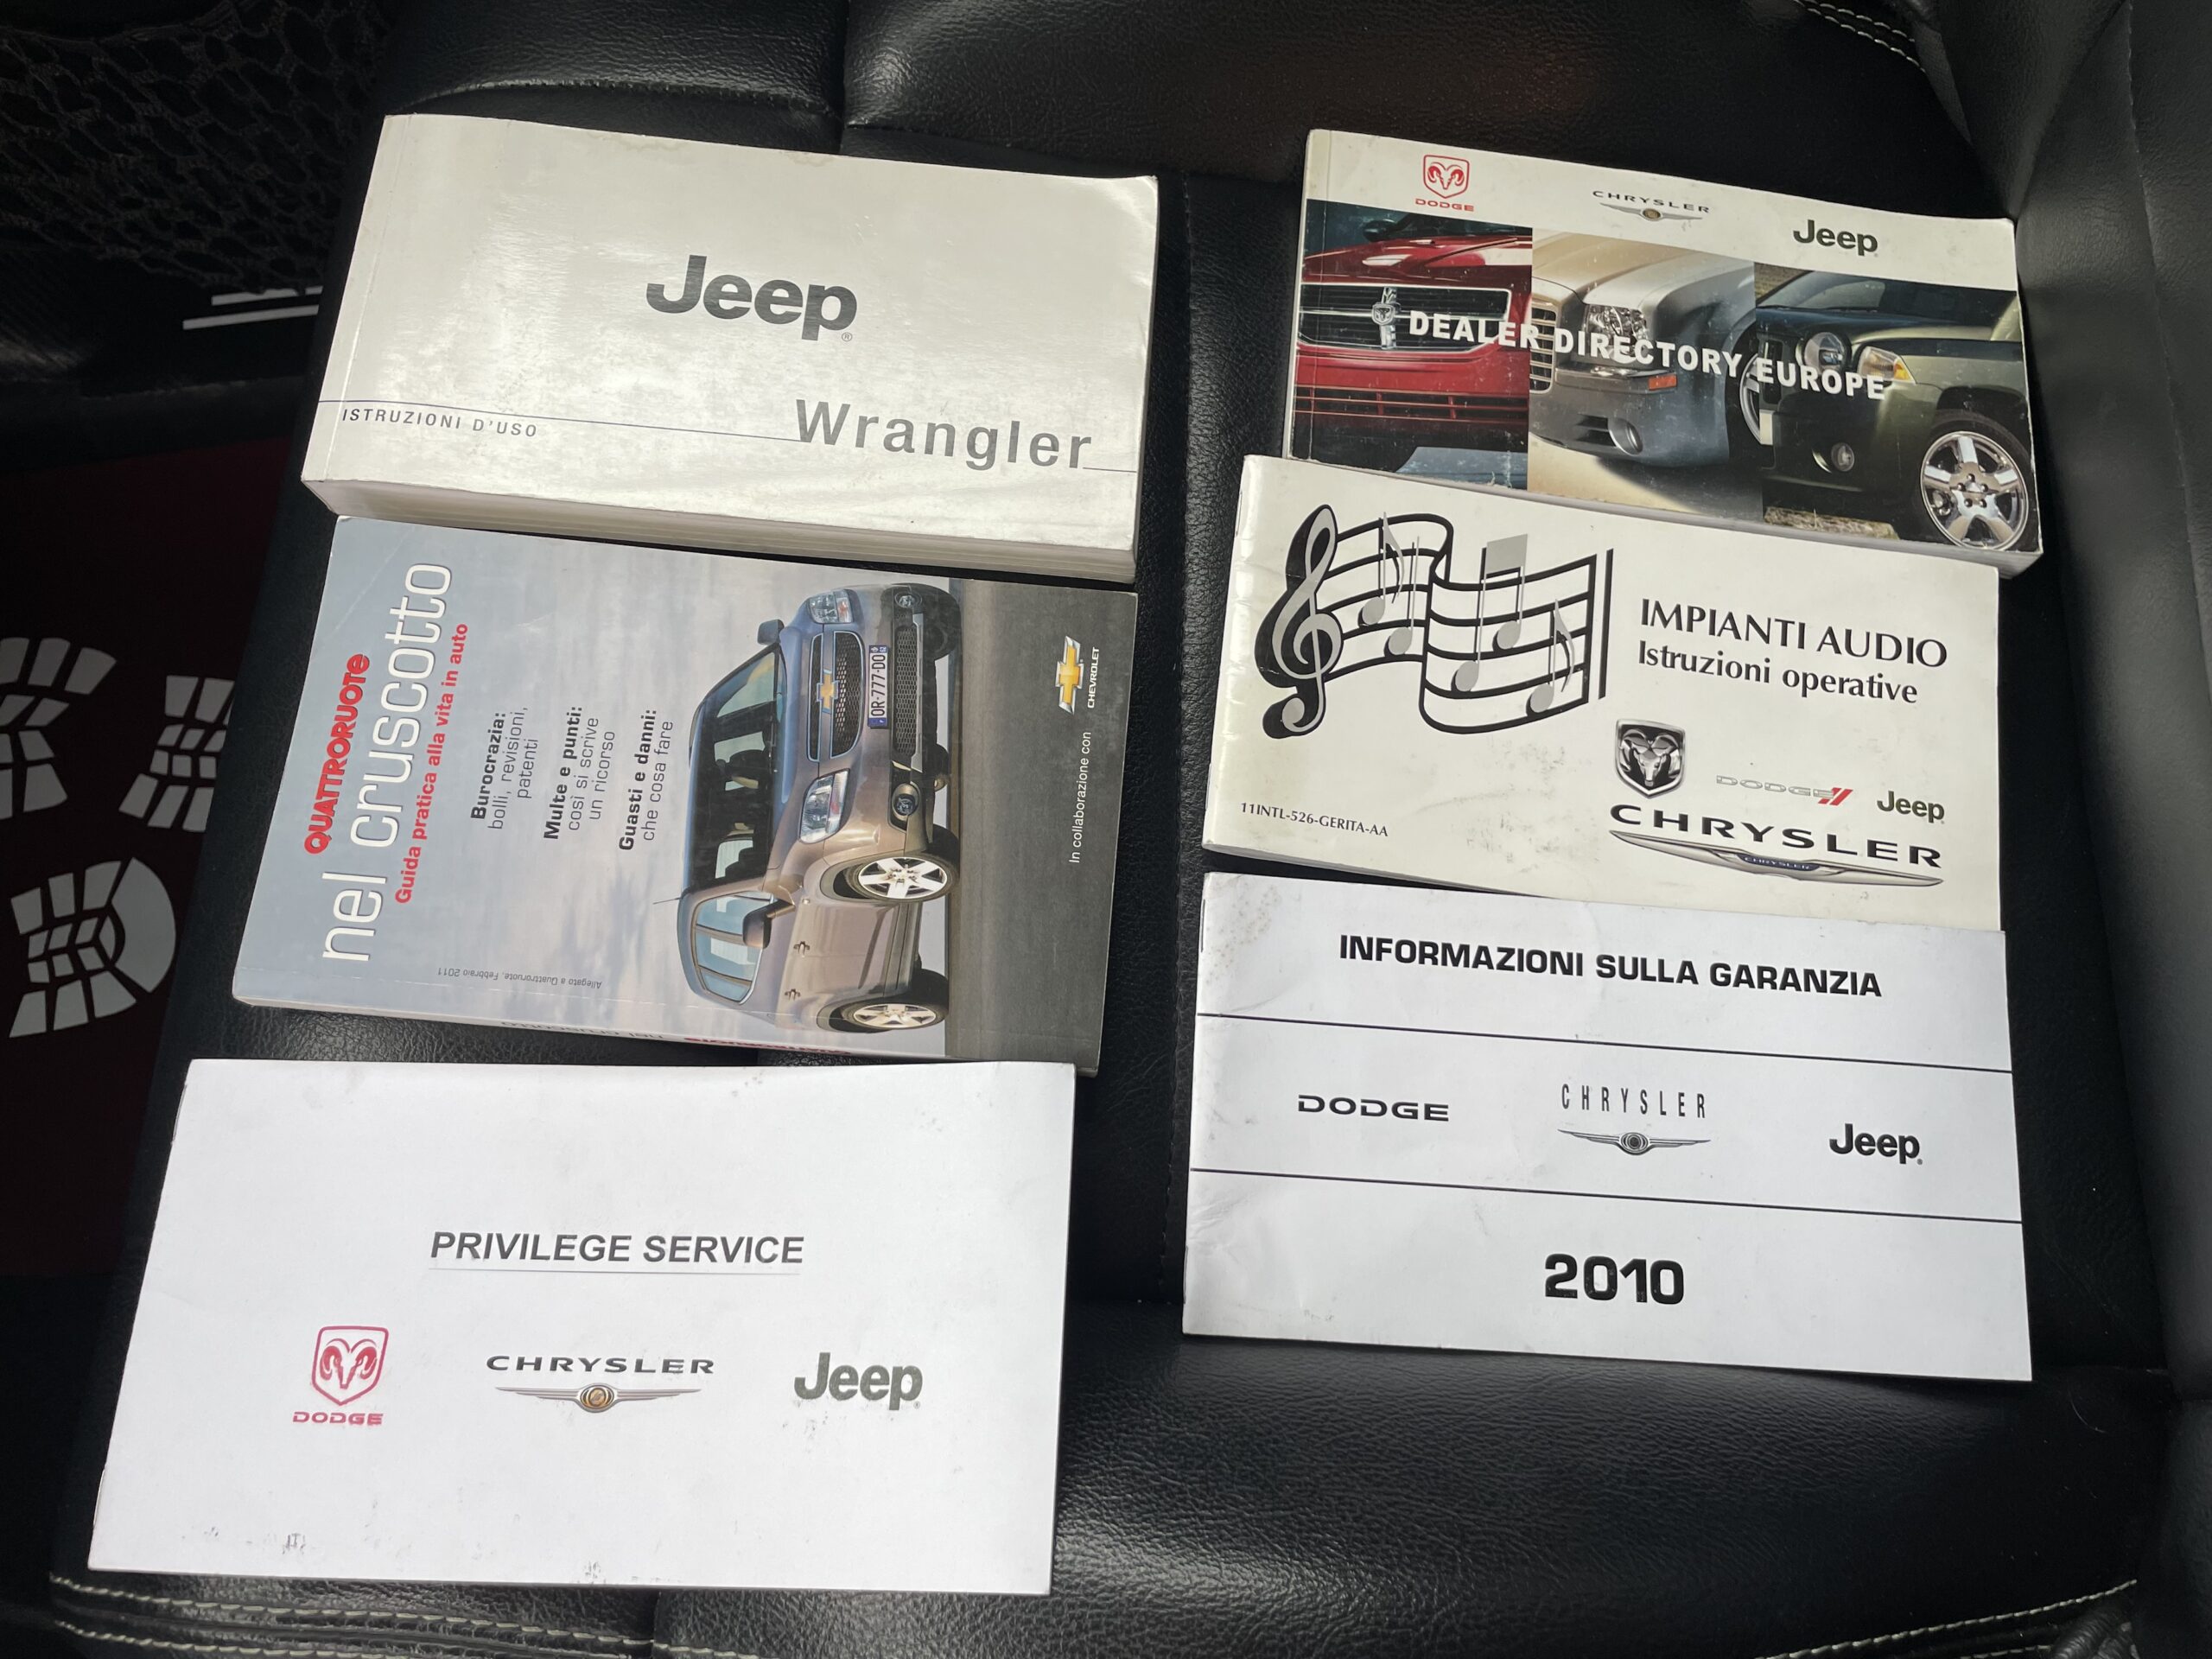 Jeep
ISTRUZIONI D'USO
Wrangler
QUATTRORUOTE
nel cruscotto
Guida pratica alla vita in auto
Burocrazia:
bolli, revisioni,
patenti
Multe e punti:
così si scrive
un ricorso
Guasti e danni:
che cosa fare
OR-777-DO
In collaborazione con
CHEVROLET
Allegato a Quattroruote, Febbraio 2011
PRIVILEGE SERVICE
DODGE
CHRYSLER
Jeep
DODGE
CHRYSLER
Jeep
DEALER DIRECTORY EUROPE
IMPIANTI AUDIO
Istruzioni operative
DODGE
Jeep
CHRYSLER
CHRYSLER
11INTL-526-GERITA-AA
INFORMAZIONI SULLA GARANZIA
DODGE
CHRYSLER
Jeep
2010